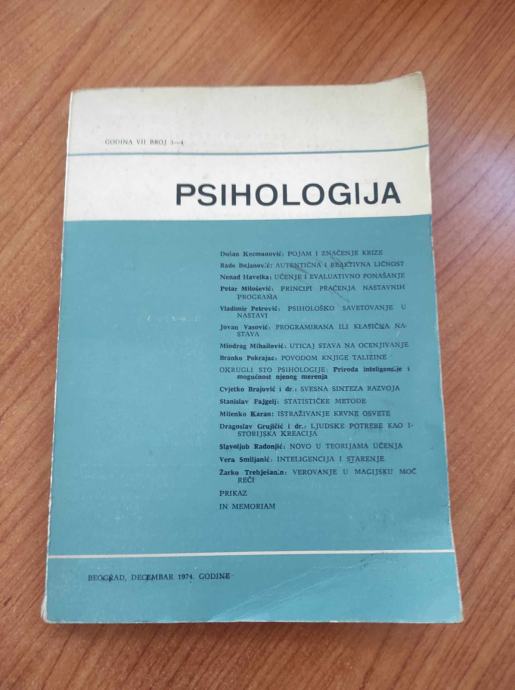 GODINA VII BROJ 3—4
PSIHOLOGIJA
Dušan Kecmanović: POJAM I ZNAČENJE KRIZE
Rade Bojanović: AUTENTIČNA I REAKTIVNA LIČNOST
Nenad Havelka: UČENJE I EVALUATIVNO PONAŠANJE
Petar Milošević: PRINCIPI PRAĆENJA NASTAVNIH
PROGRAMA
Vladimir Petrović: PSIHOLOŠKO SAVETOVANJE U
NASTAVI
Jovan Vasović: PROGRAMIRANA ILI KLASIČNA NA-
STAVA
Miodrag Mihailović: UTICAJ STAVA NA OCENJIVANJE
Branko Pokrajac: POVODOM KNJIGE TALIZINE
OKRUGLI STO PSIHOLOGIJE: Priroda inteligencije i
mogućnost njenog merenja
Cvjetko Brajović i dr.: SVESNA SINTEZA RAZVOJA
Stanislav Fajgelj: STATISTIČKE METODE
Milenko Karan: ISTRAŽIVANJE KRVNE OSVETE
Dragoslav Grujičić i dr.: LJUDSKE POTREBE KAO I-
STORIJSKA KREACIJA
Slavoljub Radonjić: NOVO U TEORIJAMA UČENJA
Vera Smiljanić: INTELIGENCIJA I STARENJE
Žarko Trebješanin: VEROVANJE U MAGIJSKU MOĆ
REČI
PRIKAZ
IN MEMORIAM
BEOGRAD, DECEMBAR 1974. GODINE